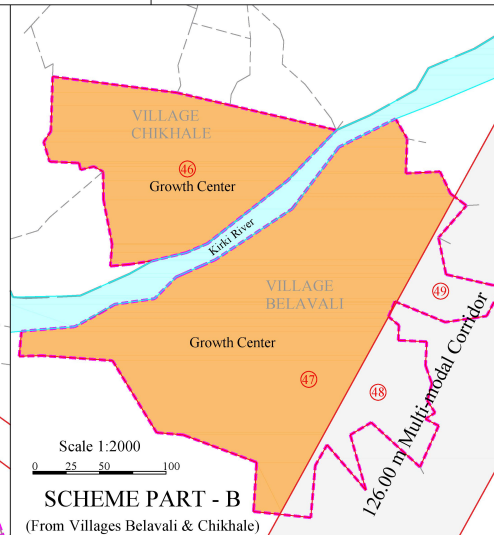 VILLAGE
CHIKHALE
46
Growth Center
Kirki River
VILLAGE
BELAVALI
49
Growth Center
47
48
126.00 m Multi-modal Corridor
Scale 1:2000
0 25 50 100
SCHEME PART - B
(From Villages Belavali & Chikhale)